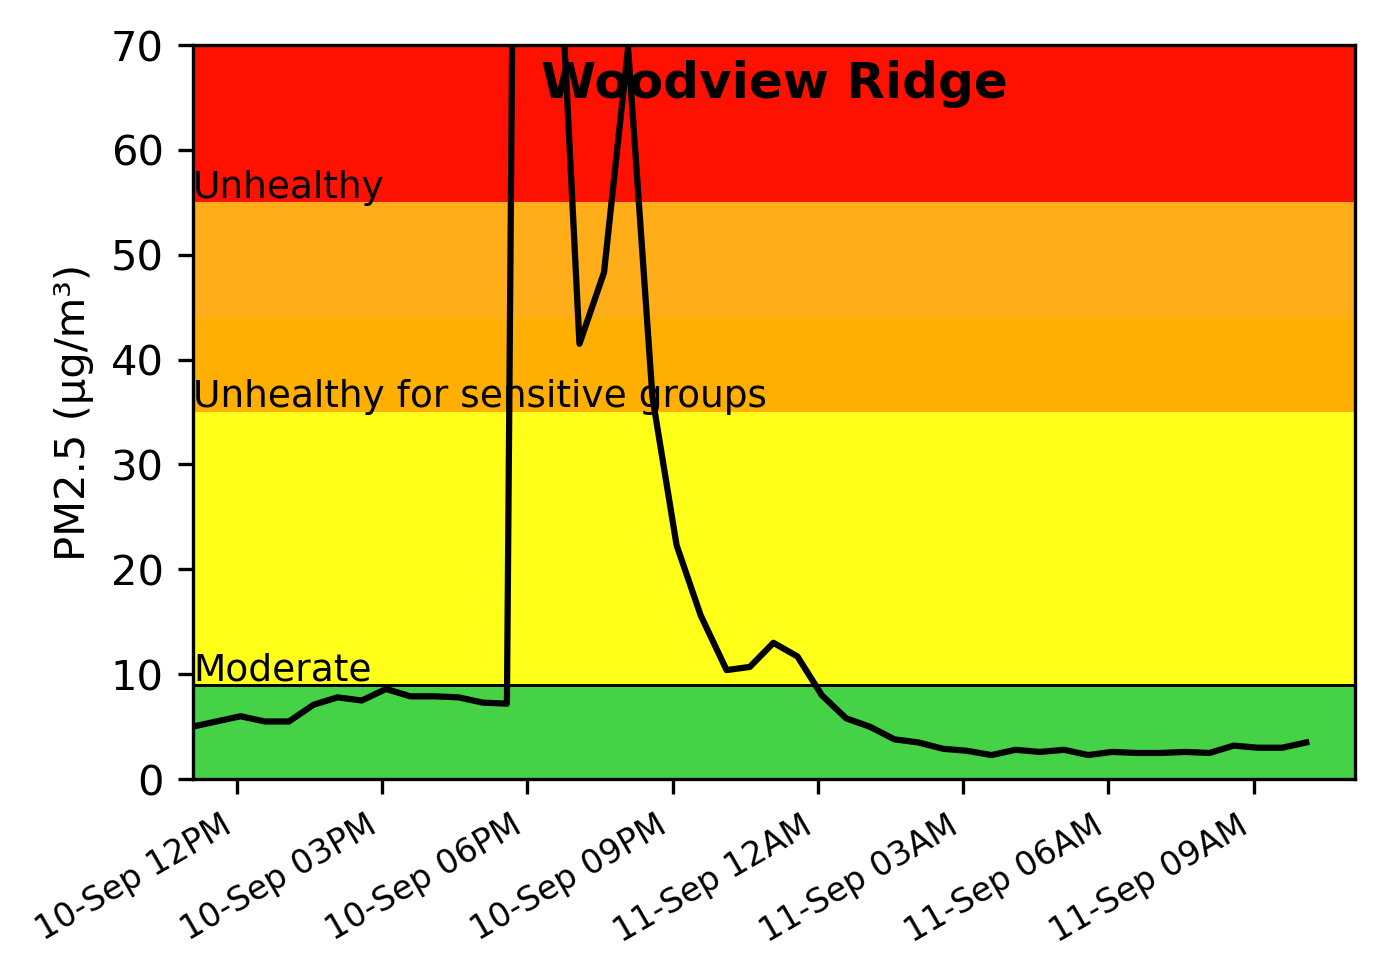 Woodview Ridge
70
60
50
40
30
20
10
0
PM2.5 (µg/m³)
Unhealthy
Unhealthy for sensitive groups
Moderate
10-Sep 12PM
10-Sep 03PM
10-Sep 06PM
10-Sep 09PM
11-Sep 12AM
11-Sep 03AM
11-Sep 06AM
11-Sep 09AM